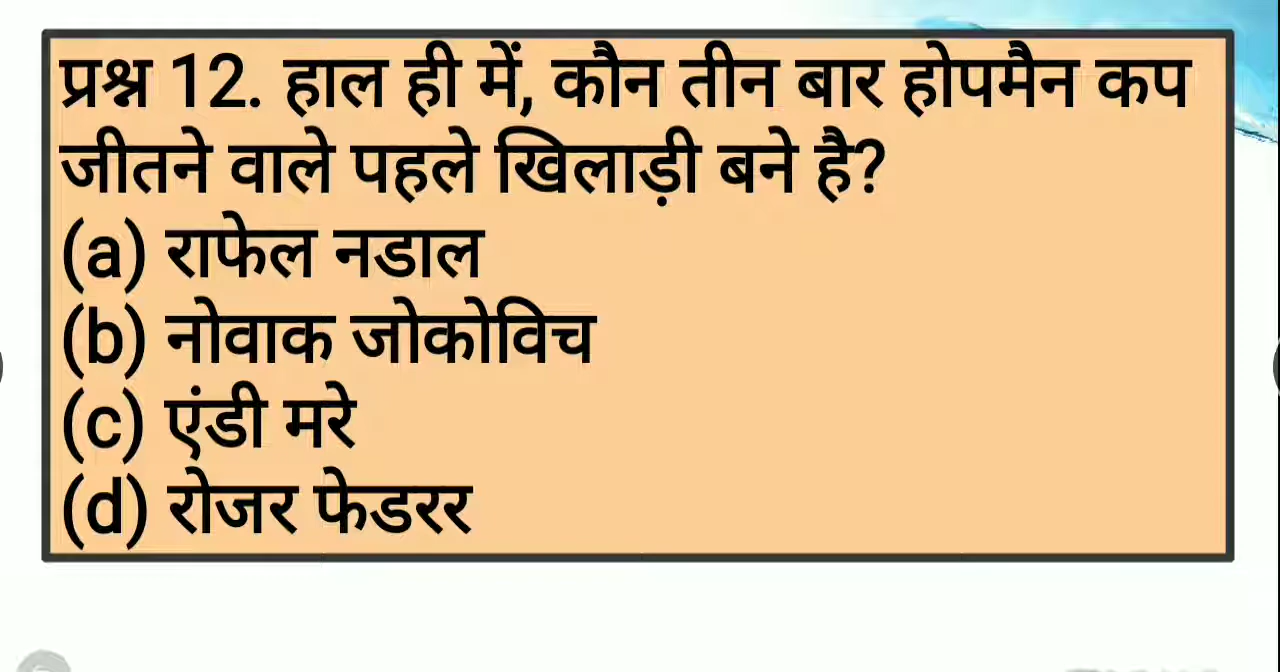 प्रश्न 12. हाल ही में, कौन तीन बार होपमैन कप
जीतने वाले पहले खिलाड़ी बने है?
(a) राफेल नडाल
(b) नोवाक जोकोविच
(c) एंडी मरे
(d) रोजर फेडरर